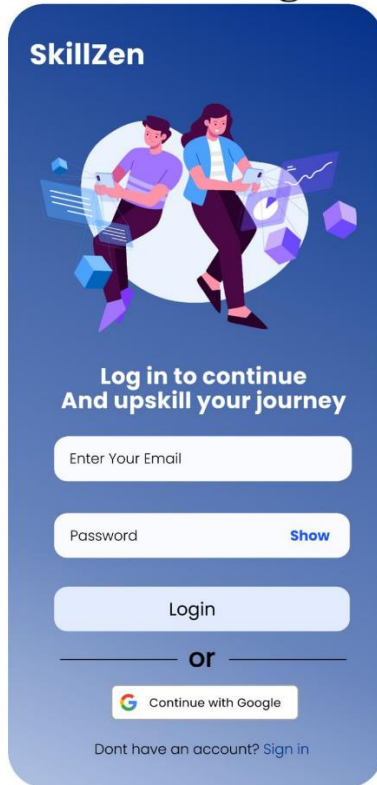 SkillZen
Log in to continue
And upskill your journey
Enter Your Email
Password Show
Login
or
Continue with Google
Dont have an account? Sign in